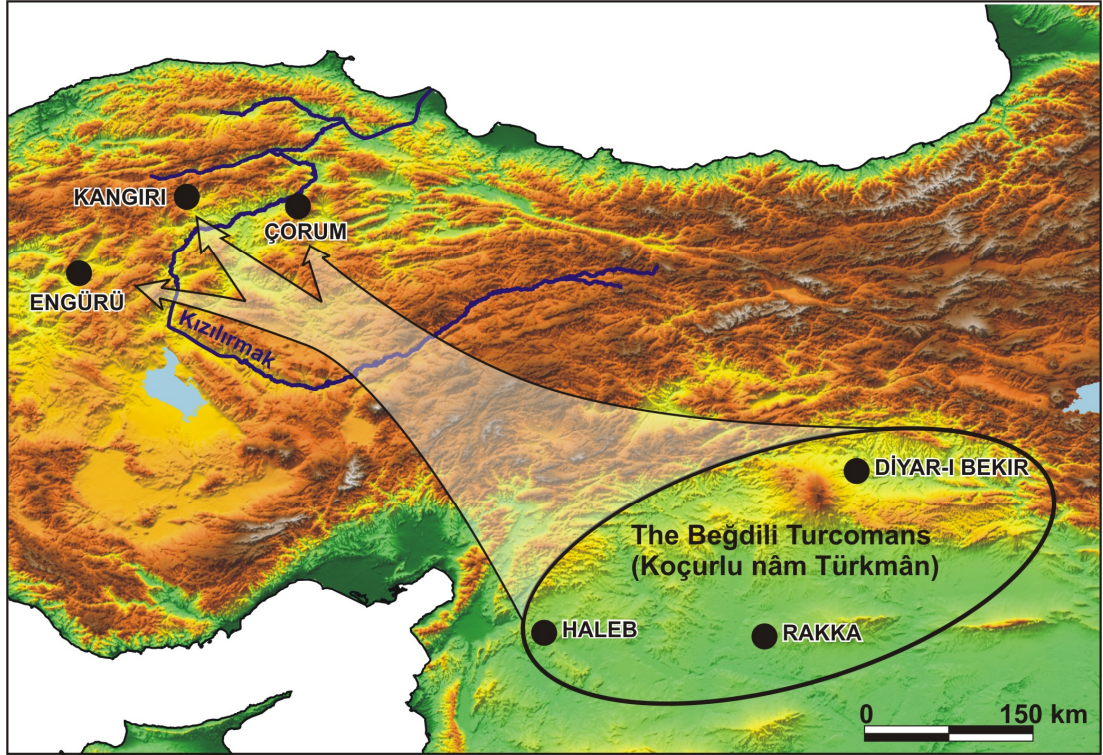 KANGIRI
ÇORUM
ENGÜRÜ
Kızılırmak
DİYAR-I BEKIR
The Beğdili Turcomans
(Koçurlu nâm Türkmân)
HALEB
RAKKA
0 150 km